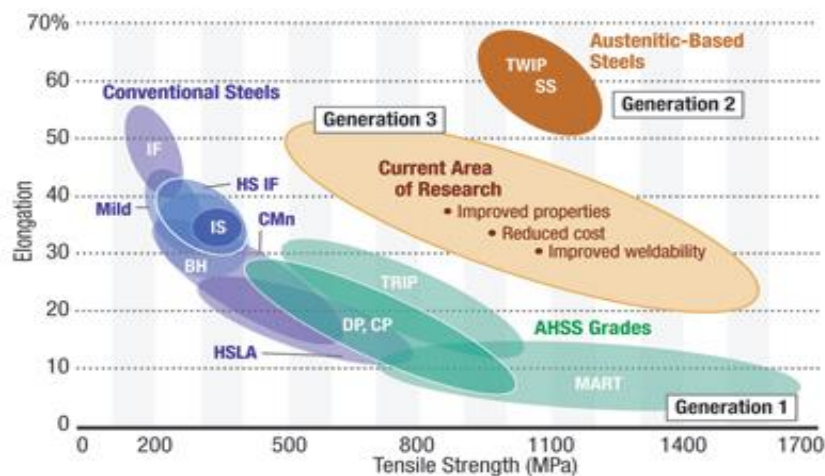 70%
60
50
40
30
20
10
0
Elongation
Conventional Steels
IF
Mild
HS IF
IS
CMn
BH
HSLA
TRIP
DP, CP
MART
AHSS Grades
Generation 1
Generation 3
Current Area
of Research
• Improved properties
• Reduced cost
• Improved weldability
TWIP
SS
Austenitic-Based
Steels
Generation 2
0 200 500 800 1100 1400 1700
Tensile Strength (MPa)